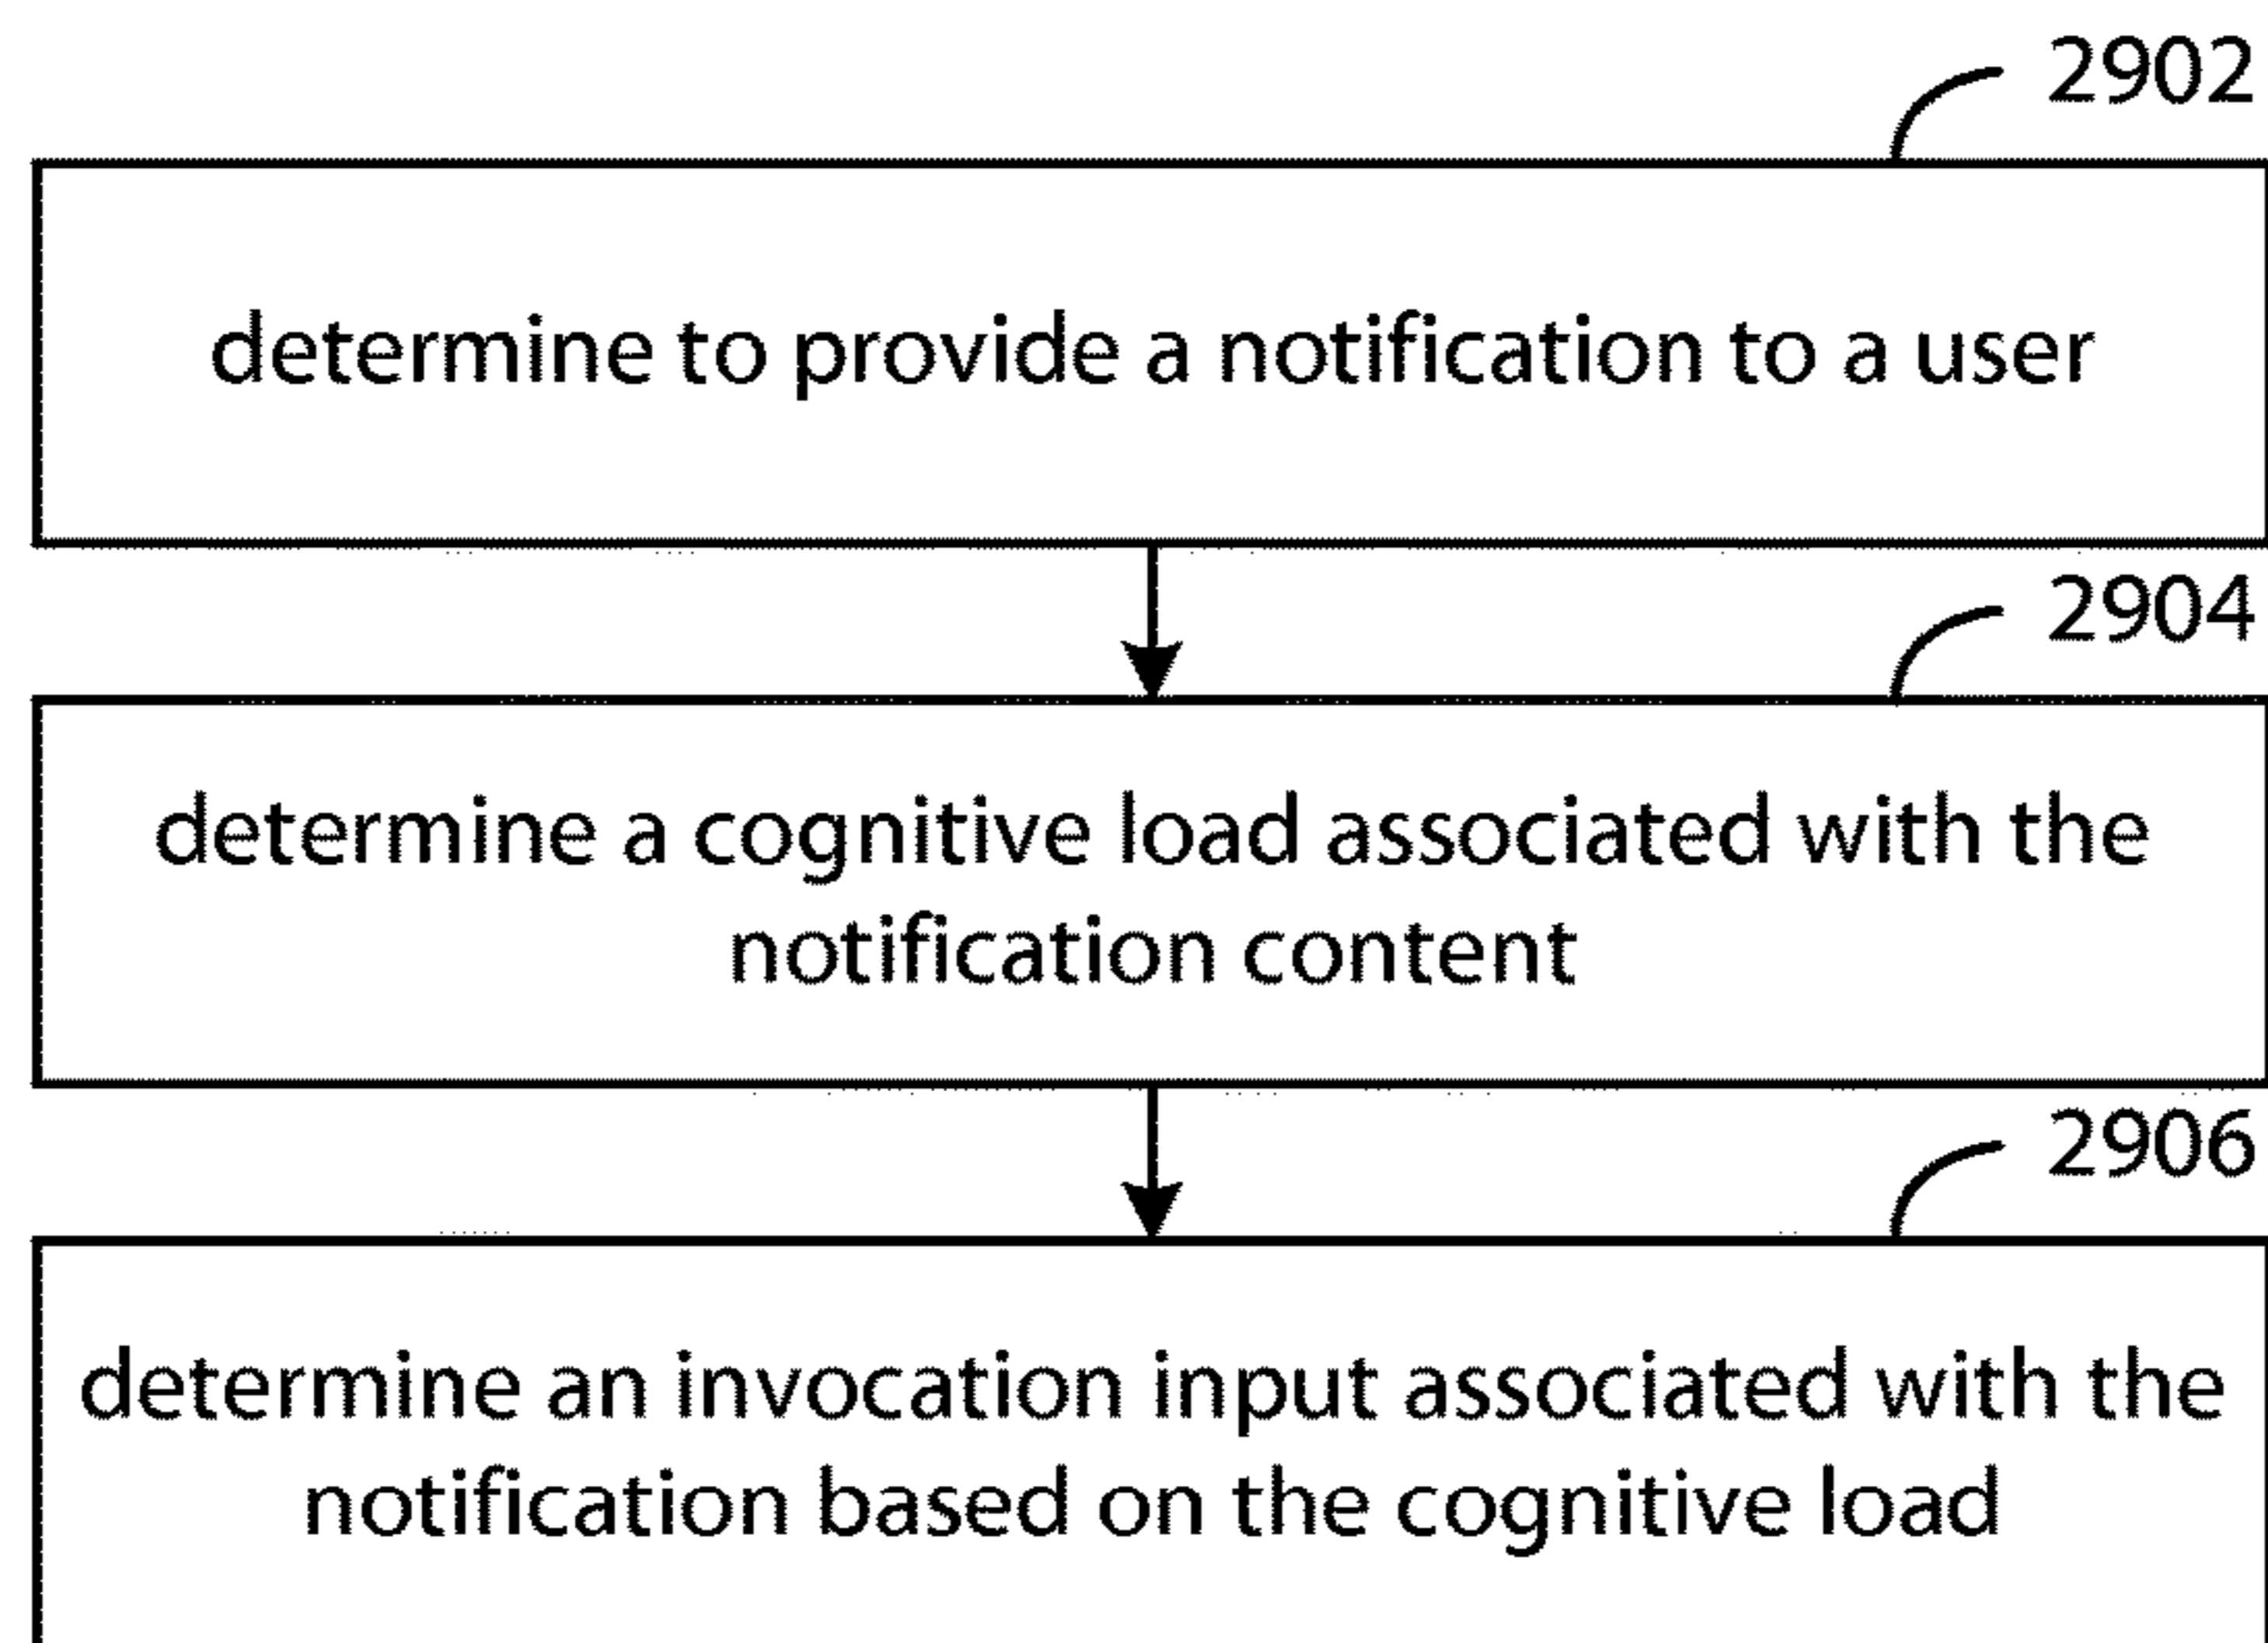 2902
determine to provide a notification to a user
2904
determine a cognitive load associated with the
notification content
2906
determine an invocation input associated with the
notification based on the cognitive load